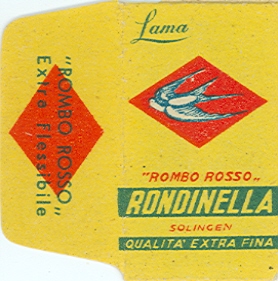 "ROMBO ROSSO„
Extra flessibile
Lama
"ROMBO ROSSO„
RONDINELLA
SOLINGEN
QUALITA' EXTRA FINA